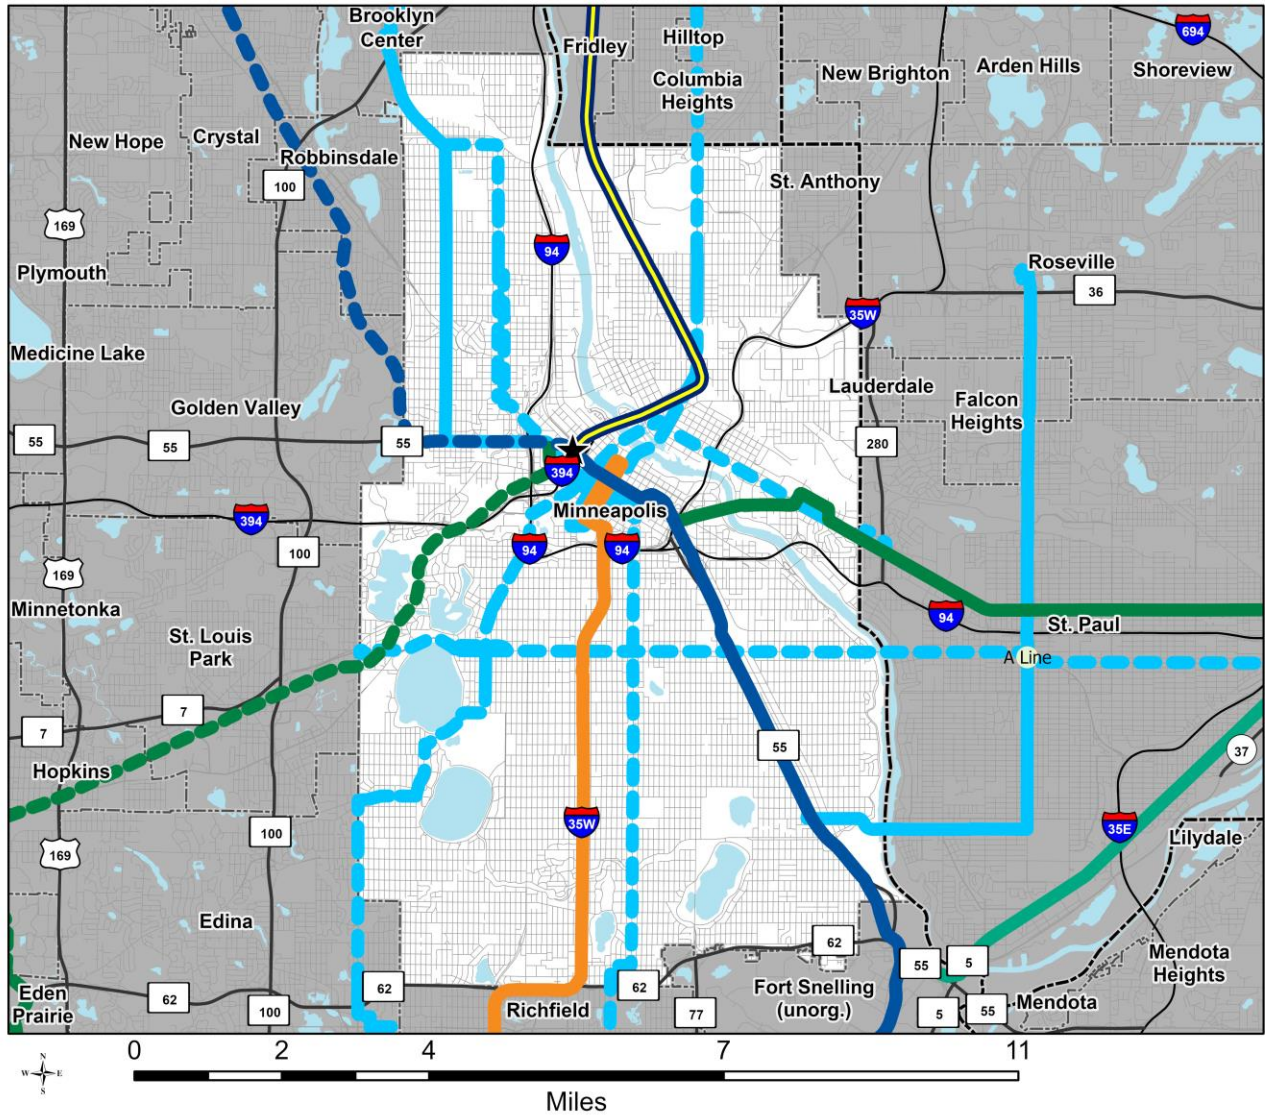 Brooklyn
Center
Fridley
Hilltop
694
Columbia
Heights
New Brighton
Arden Hills
Shoreview
New Hope
Crystal
Robbinsdale
100
St. Anthony
169
94
Plymouth
Roseville
36
35W
Medicine Lake
Golden Valley
Lauderdale
Falcon
Heights
55
55
55
280
394
394
Minneapolis
100
94
94
169
Minnetonka
St. Louis
Park
94
St. Paul
A Line
7
7
55
37
Hopkins
35W
35E
100
Lilydale
169
Edina
62
55
5
Mendota
Heights
Eden
Prairie
62
62
62
Fort Snelling
(unorg.)
100
Richfield
77
5
55
Mendota
N
W
E
S
0
2
4
7
11
Miles